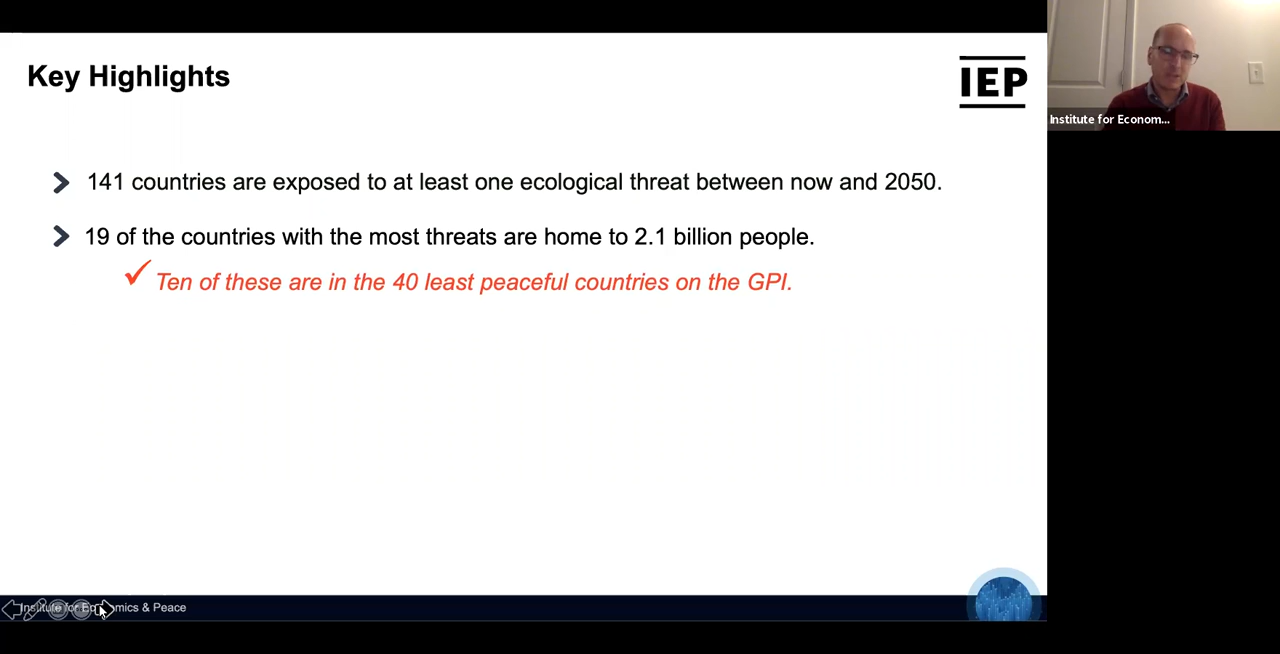 Key Highlights
IEP
Institute for Econom...
141 countries are exposed to at least one ecological threat between now and 2050.
19 of the countries with the most threats are home to 2.1 billion people.
Ten of these are in the 40 least peaceful countries on the GPI.
Institute for Economics & Peace